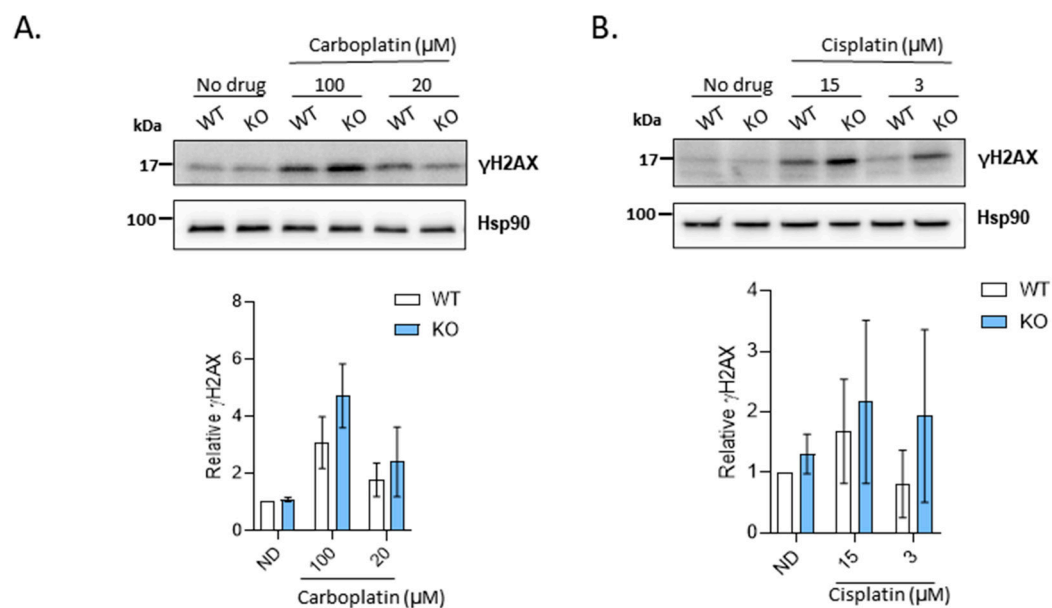 A.
Carboplatin (µM)
No drug 100 20
WT KO WT KO WT KO
kDa
17 γH2AX
100 Hsp90
WT
KO
Relative γH2AX
8
6
4
2
0
ND 100 20
Carboplatin (µM)
B.
Cisplatin (µM)
No drug 15 3
WT KO WT KO WT KO
kDa
17 γH2AX
100 Hsp90
WT
KO
Relative γH2AX
4
3
2
1
0
ND 15 3
Cisplatin (µM)